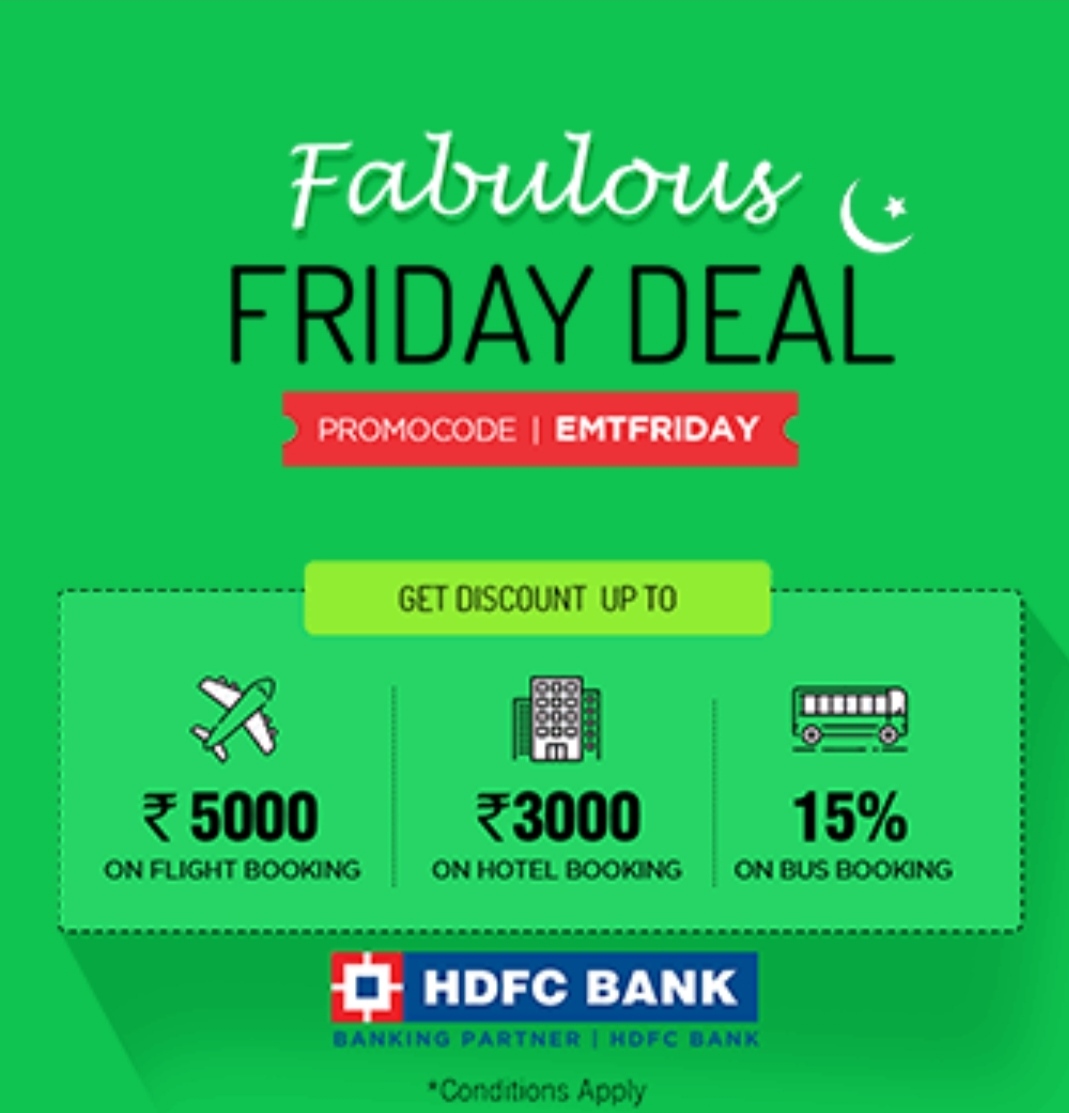 Fabulous
FRIDAY DEAL
PROMOCODE | EMTFRIDAY
GET DISCOUNT UP TO
₹ 5000
ON FLIGHT BOOKING
₹3000
ON HOTEL BOOKING
15%
ON BUS BOOKING
HDFC BANK
BANKING PARTNER | HDFC BANK
*Conditions Apply